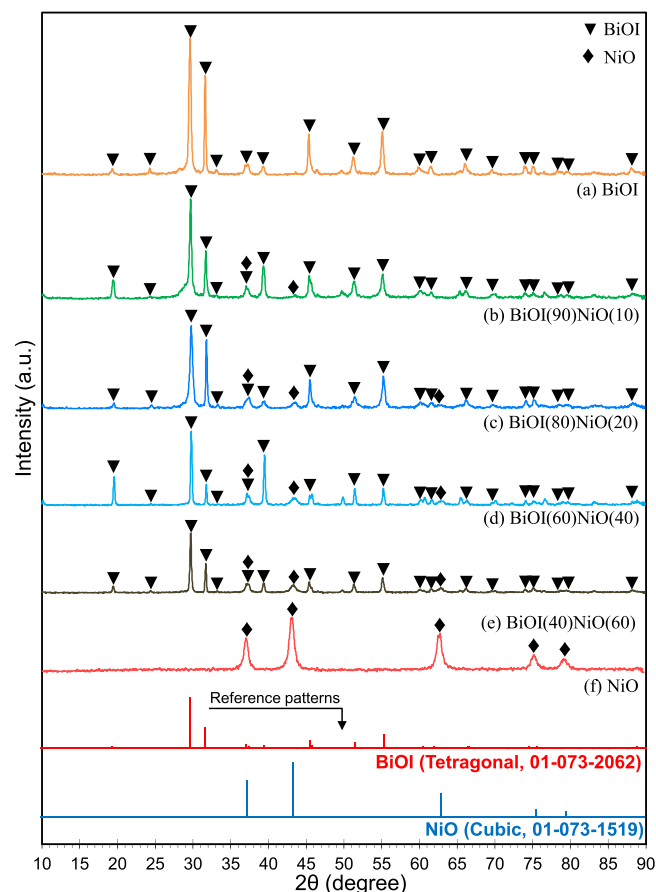 BiOI
NiO
(a) BiOI
(b) BiOI(90)NiO(10)
(c) BiOI(80)NiO(20)
(d) BiOI(60)NiO(40)
(e) BiOI(40)NiO(60)
(f) NiO
Reference patterns
BiOI (Tetragonal, 01-073-2062)
NiO (Cubic, 01-073-1519)
Intensity (a.u.)
10 15 20 25 30 35 40 45 50 55 60 65 70 75 80 85 90
2θ (degree)